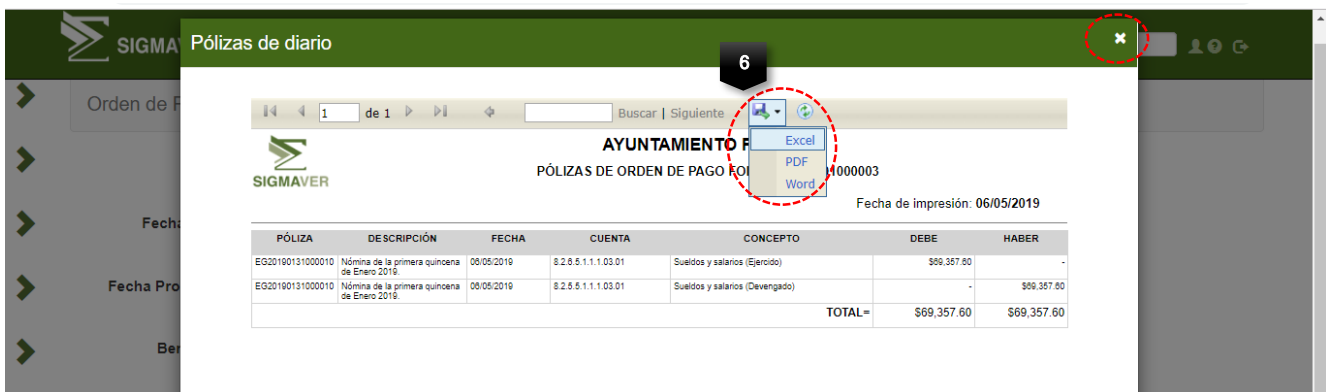 SIGMA
Pólizas de diario
6
Orden de P
1 de 1 Buscar | Siguiente
Excel
PDF
Word
SIGMAVER
AYUNTAMIENTO
PÓLIZAS DE ORDEN DE PAGO 1000003
Fecha de impresión: 06/05/2019
Fecha
Fecha Pro
Ber
PÓLIZA DESCRIPCIÓN FECHA CUENTA CONCEPTO DEBE HABER
EG20190131000010 Nómina de la primera quincena de Enero 2019. 06/05/2019 8.2.6.5.1.1.1.03.01 Sueldos y salarios (Ejercido) $69,357.60 -
EG20190131000010 Nómina de la primera quincena de Enero 2019. 06/05/2019 8.2.5.5.1.1.1.03.01 Sueldos y salarios (Devengado) - $69,357.60
TOTAL= $69,357.60 $69,357.60